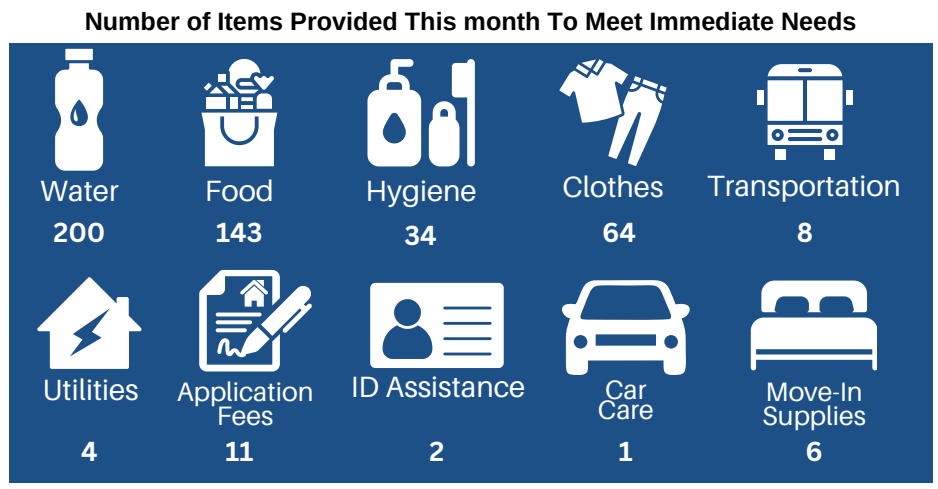 Number of Items Provided This month To Meet Immediate Needs
Water
Food
Hygiene
Clothes
Transportation
200
143
34
64
8
Utilities
Application
Fees
ID Assistance
Car
Care
Move-In
Supplies
4
11
2
1
6